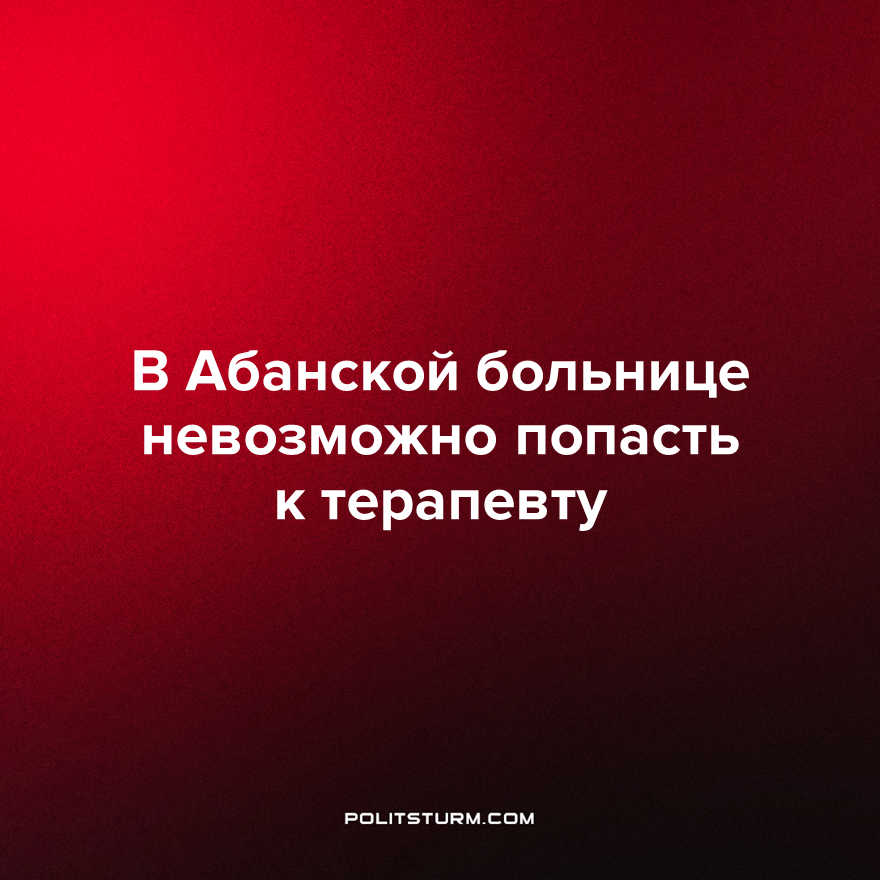 В Абанской больнице
невозможно попасть
к терапевту
POLITSTURM.COM